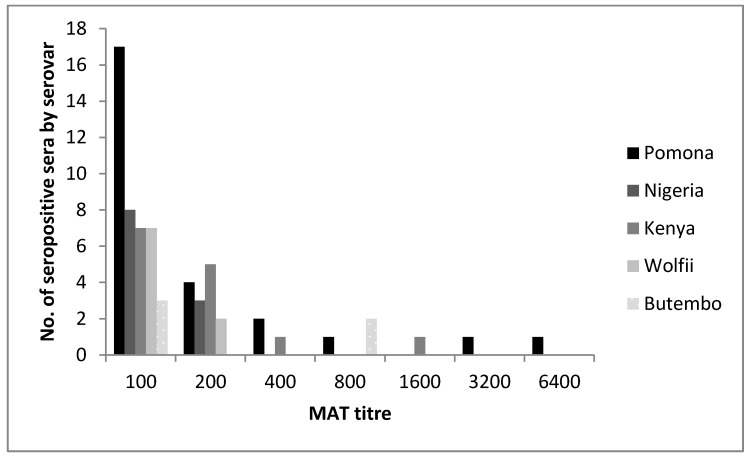 No. of seropositive sera by serovar
18
16
14
12
10
8
6
4
2
0
100 200 400 800 1600 3200 6400
MAT titre
Pomona
Nigeria
Kenya
Wolfii
Butembo